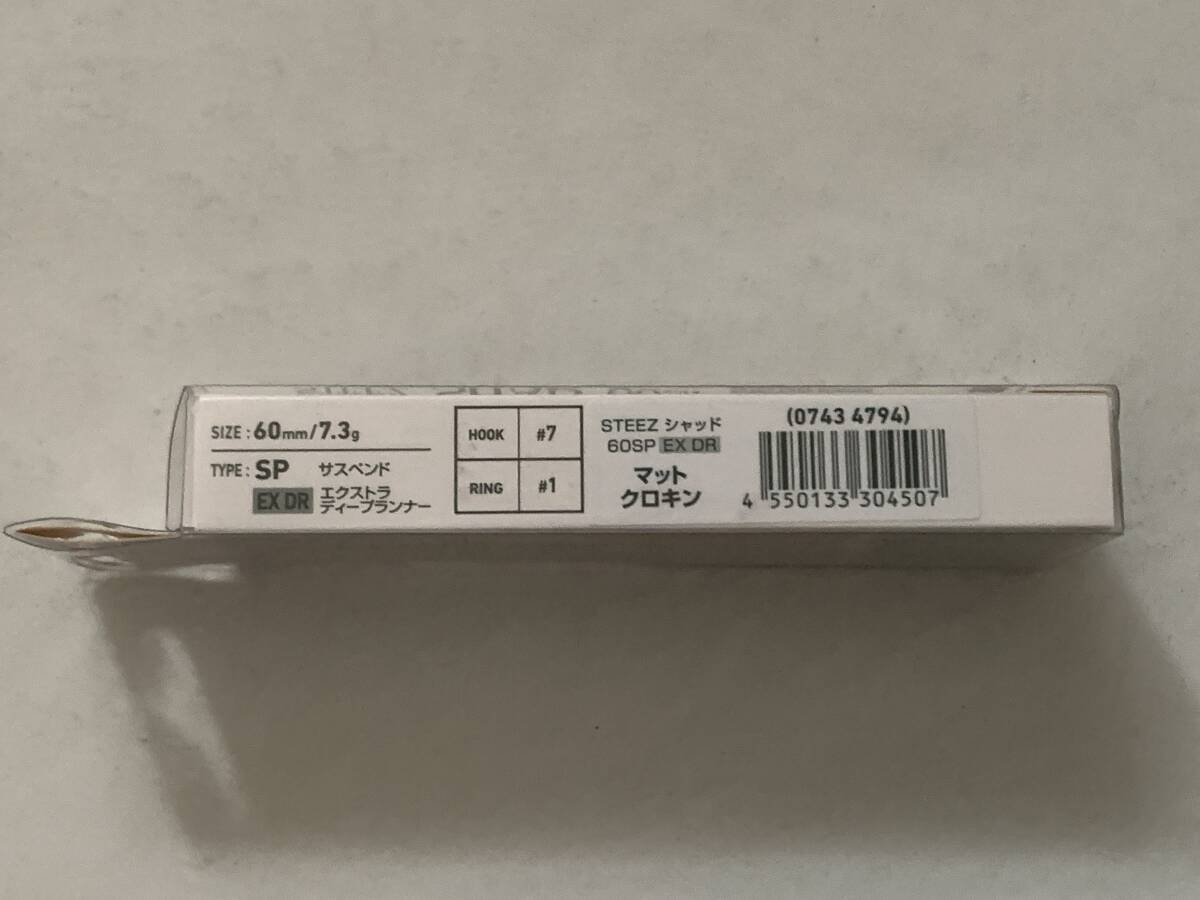 SIZE : 60mm/7.3g
TYPE : SP サスペンド
EX DR エクストラ
ディープランナー
HOOK #7
RING #1
STEEZ シャッド
60SP EX DR
マット
クロキン
(0743 4794)
4 550133 304507